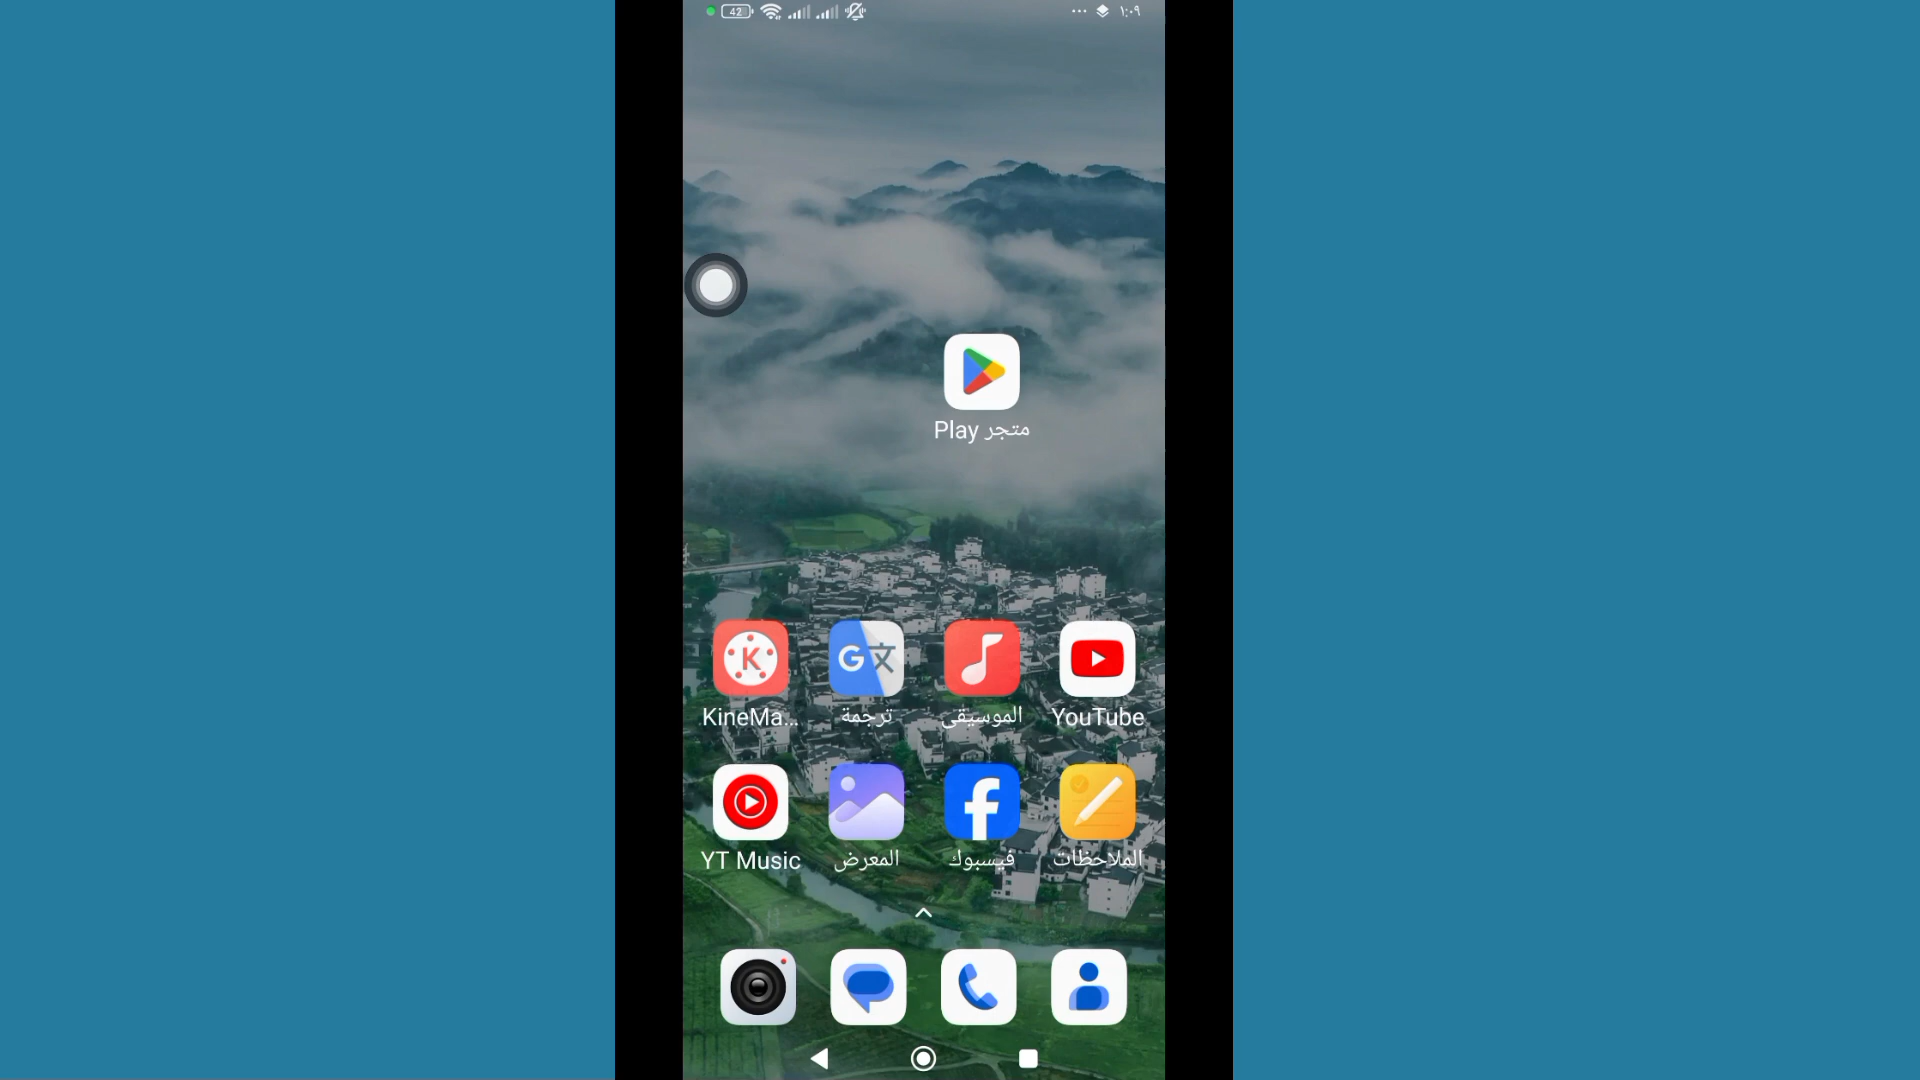 42
١:٠٩
متجر Play
KineMa...
ترجمة
الموسيقى
YouTube
YT Music
المعرض
فيسبوك
الملاحظات